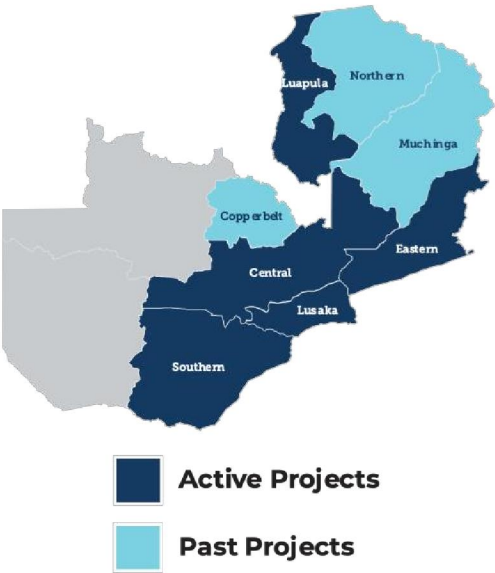 Northern
Luapula
Muchinga
Copperbelt
Eastern
Central
Lusaka
Southern
Active Projects
Past Projects